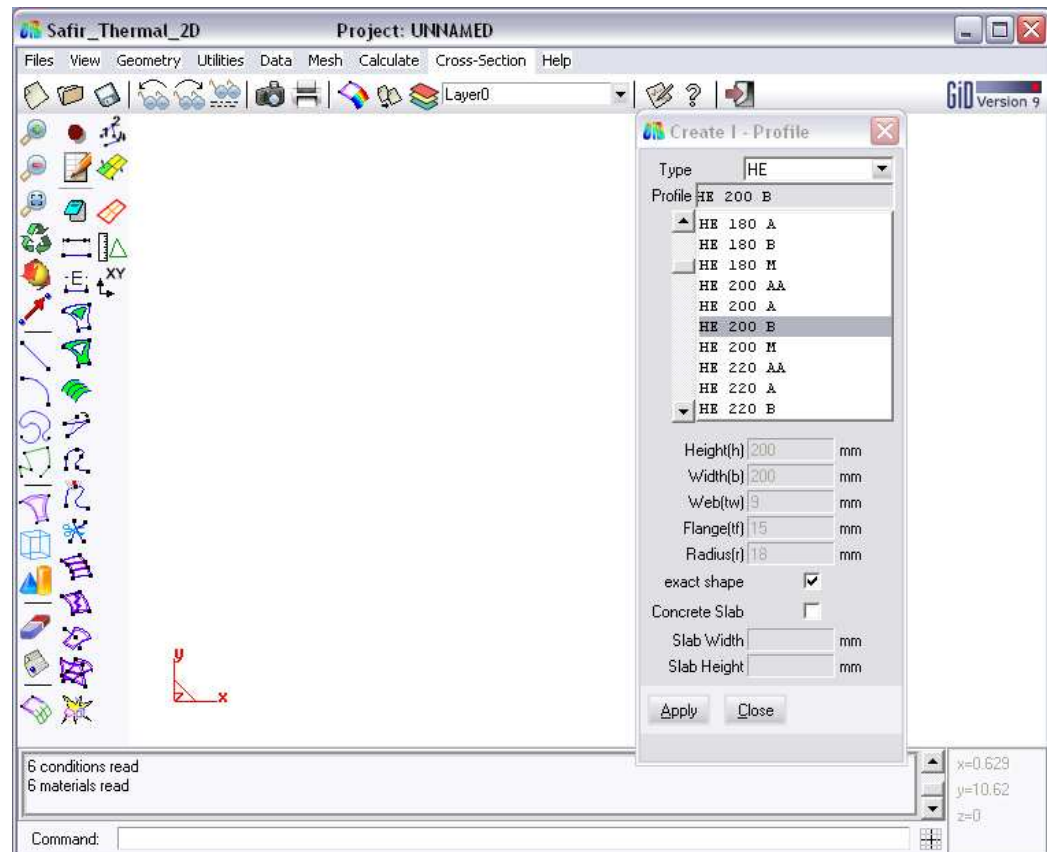 Safir_Thermal_2D Project: UNNAMED
Files View Geometry Utilities Data Mesh Calculate Cross-Section Help
Layer0
GiD Version 9
Create I - Profile
Type HE
Profile HE 200 B
HE 180 A
HE 180 B
HE 180 M
HE 200 AA
HE 200 A
HE 200 B
HE 200 M
HE 220 AA
HE 220 A
HE 220 B
Height(h) 200 mm
Width(b) 200 mm
Web(tw) 9 mm
Flange(tf) 15 mm
Radius(r) 18 mm
exact shape
Concrete Slab
Slab Width mm
Slab Height mm
Apply Close
E
XY
y
z x
6 conditions read
6 materials read
x=0.629
y=10.62
z=0
Command: